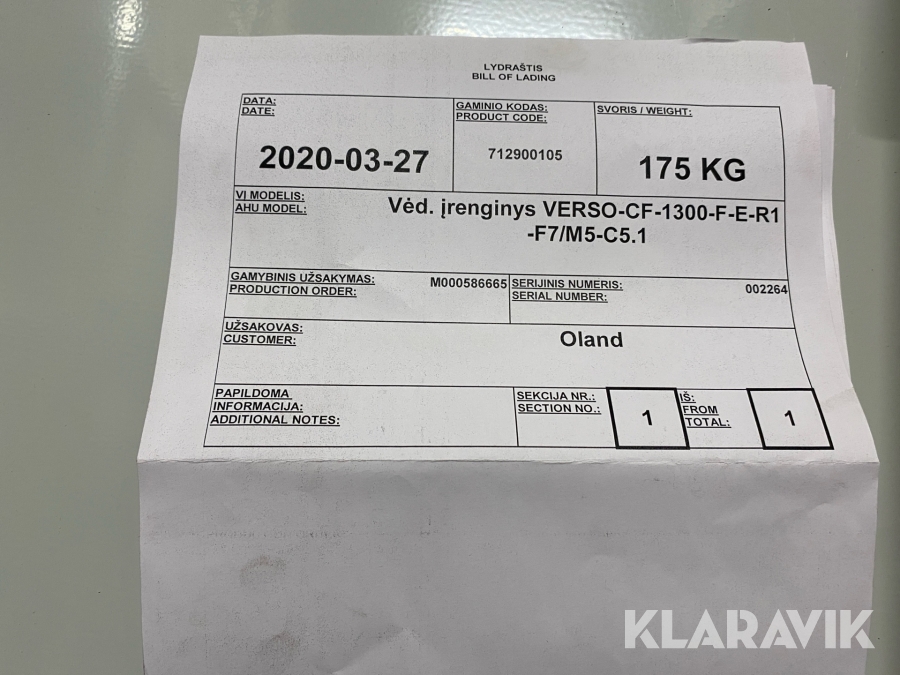 LYDRAŠTIS
BILL OF LADING
DATA:
DATE:
2020-03-27
GAMINIO KODAS:
PRODUCT CODE:
712900105
SVORIS / WEIGHT:
175 KG
VĮ MODELIS:
AHU MODEL:
Vėd. įrenginys VERSO-CF-1300-F-E-R1
-F7/M5-C5.1
GAMYBINIS UŽSAKYMAS:
PRODUCTION ORDER:
M000586665
SERIJINIS NUMERIS:
SERIAL NUMBER:
002264
UŽSAKOVAS:
CUSTOMER:
Oland
PAPILDOMA
INFORMACIJA:
ADDITIONAL NOTES:
SEKCIJA NR.:
SECTION NO.:
1
IŠ:
FROM
TOTAL:
1
KLARAVIK